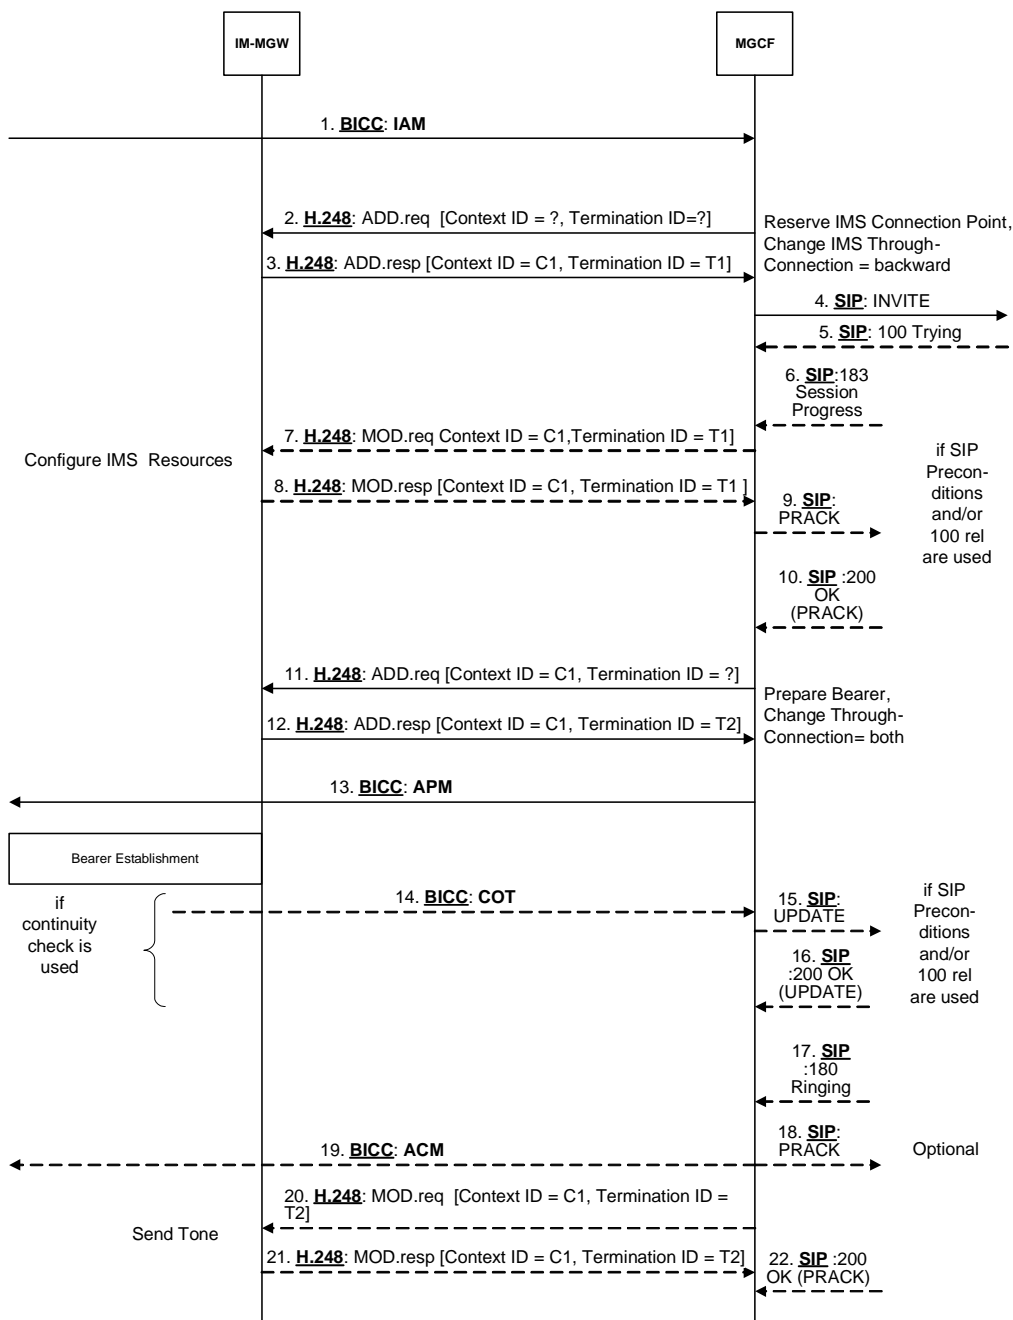 IM-MGW
MGCF
1. BICC: IAM
2. H.248: ADD.req [Context ID = ?, Termination ID=?]
Reserve IMS Connection Point,
Change IMS Through-
Connection = backward
3. H.248: ADD.resp [Context ID = C1, Termination ID = T1]
4. SIP: INVITE
5. SIP: 100 Trying
6. SIP:183
Session
Progress
7. H.248: MOD.req Context ID = C1,Termination ID = T1]
Configure IMS Resources
8. H.248: MOD.resp [Context ID = C1, Termination ID = T1 ]
9. SIP:
PRACK
if SIP
Precon-
ditions
and/or
100 rel
are used
10. SIP :200
OK
(PRACK)
11. H.248: ADD.req [Context ID = C1, Termination ID = ?]
Prepare Bearer,
Change Through-
Connection= both
12. H.248: ADD.resp [Context ID = C1, Termination ID = T2]
13. BICC: APM
Bearer Establishment
if
continuity
check is
used
14. BICC: COT
15. SIP:
UPDATE
if SIP
Precon-
ditions
and/or
100 rel
are used
16. SIP
:200 OK
(UPDATE)
17. SIP
:180
Ringing
18. SIP:
PRACK
Optional
19. BICC: ACM
20. H.248: MOD.req [Context ID = C1, Termination ID =
T2]
Send Tone
21. H.248: MOD.resp [Context ID = C1, Termination ID = T2]
22. SIP :200
OK (PRACK)